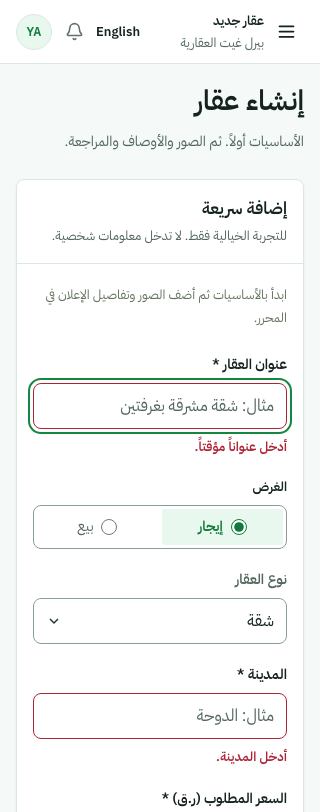 عقار جديد
بيرل غيت العقارية
English
YA
إنشاء عقار
الأساسيات أولاً. ثم الصور والأوصاف والمراجعة.
إضافة سريعة
للتجربة الخيالية فقط. لا تدخل معلومات شخصية.
ابدأ بالأساسيات ثم أضف الصور وتفاصيل الإعلان في
المحرر.
عنوان العقار *
مثال: شقة مشرقة بغرفتين
أدخل عنواناً مؤقتاً.
الغرض
إيجار
بيع
نوع العقار
شقة
المدينة *
مثال: الدوحة
أدخل المدينة.
السعر المطلوب (ر.ق) *